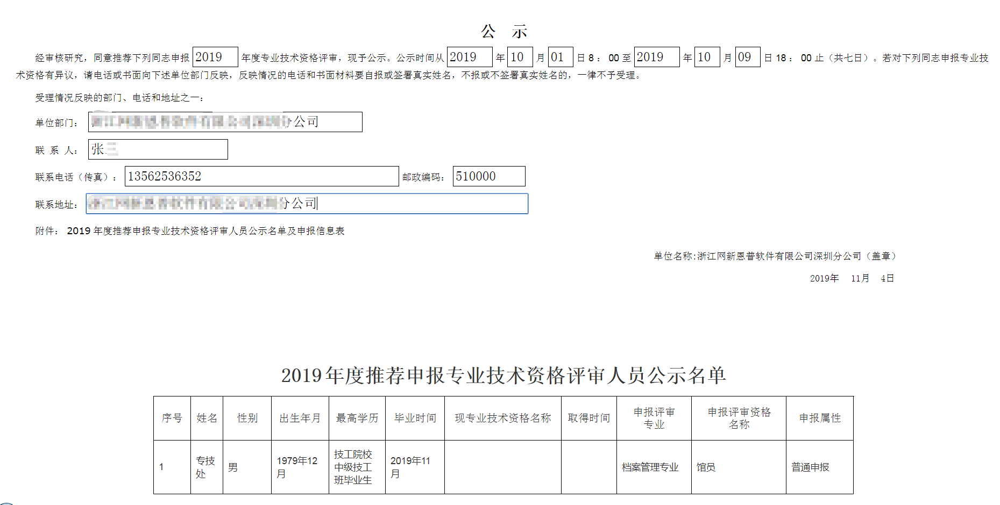 公 示
经审核研究，同意推荐下列同志申报 2019 年度专业技术资格评审，现予公示。公示时间从 2019 年 10 月 01 日 8： 00 至 2019 年 10 月 09 日 18： 00 止（共七日）。若对下列同志申报专业技
术资格有异议，请电话或书面向下述单位部门反映，反映情况的电话和书面材料要自报或签署真实姓名，不报或不签署真实姓名的，一律不予受理。
受理情况反映的部门、电话和地址之一：
单位部门： 公司
联 系 人： 张
联系电话（传真）： 13562536352 邮政编码： 510000
联系地址： 分公司
附件： 2019 年度推荐申报专业技术资格评审人员公示名单及申报信息表
单位名称:浙江网新恩普软件有限公司深圳分公司（盖章）
2019年 11月 4日
2019年度推荐申报专业技术资格评审人员公示名单
序号 姓名 性别 出生年月 最高学历 毕业时间 现专业技术资格名称 取得时间 申报评审专业 申报评审资格名称 申报属性
1 专技处 男 1979年12月 技工院校中级技工班毕业生 2019年11月 档案管理专业 馆员 普通申报